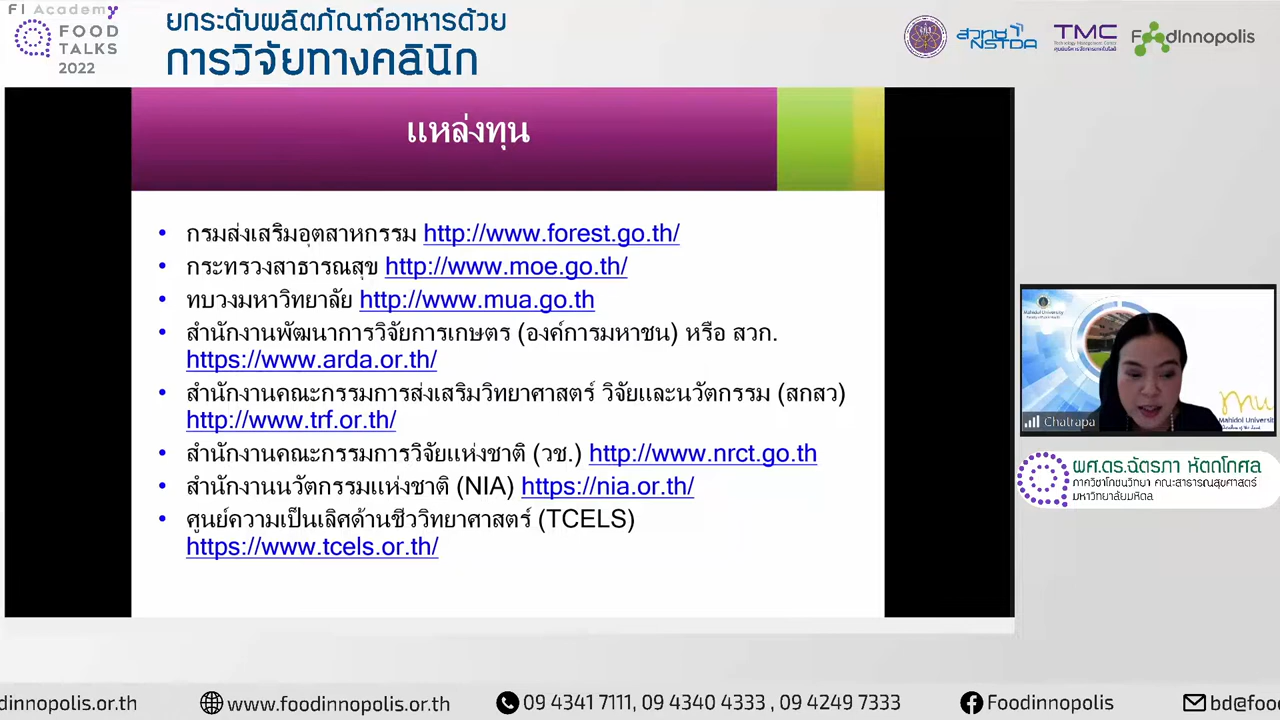 FI Academy
FOOD
TALKS
2022
ยกระดับผลิตภัณฑ์อาหารด้วย
การวิจัยทางคลินิก
สวทช
NSTDA
TMC
Technology Management Center
FoodInnopolis
แหล่งทุน
• กรมส่งเสริมอุตสาหกรรม http://www.forest.go.th/
• กระทรวงสาธารณสุข http://www.moe.go.th/
• ทบวงมหาวิทยาลัย http://www.mua.go.th
• สำนักงานพัฒนาการวิจัยการเกษตร (องค์การมหาชน) หรือ สวก.
https://www.arda.or.th/
• สำนักงานคณะกรรมการส่งเสริมวิทยาศาสตร์ วิจัยและนวัตกรรม (สกสว)
http://www.trf.or.th/
• สำนักงานคณะกรรมการวิจัยแห่งชาติ (วช.) http://www.nrct.go.th
• สำนักงานนวัตกรรมแห่งชาติ (NIA) https://nia.or.th/
• ศูนย์ความเป็นเลิศด้านชีววิทยาศาสตร์ (TCELS)
https://www.tcels.or.th/
Mahidol University
mu
Mahidol Universit
Chatrapa
ผศ.ดร.ฉัตรภา หัตถโกศล
ภาควิชาโภชนวิทยา คณะสาธารณสุขศาสตร์
มหาวิทยาลัยมหิดล
dinnopolis.or.th www.foodinnopolis.or.th 09 4341 7111, 09 4340 4333 , 09 4249 7333 Foodinnopolis bd@foo